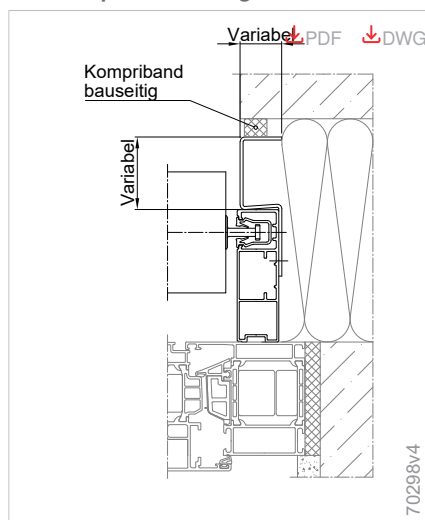 Variabel
PDF
DWG
Kompriband
bauseitig
Variabel
70298v4